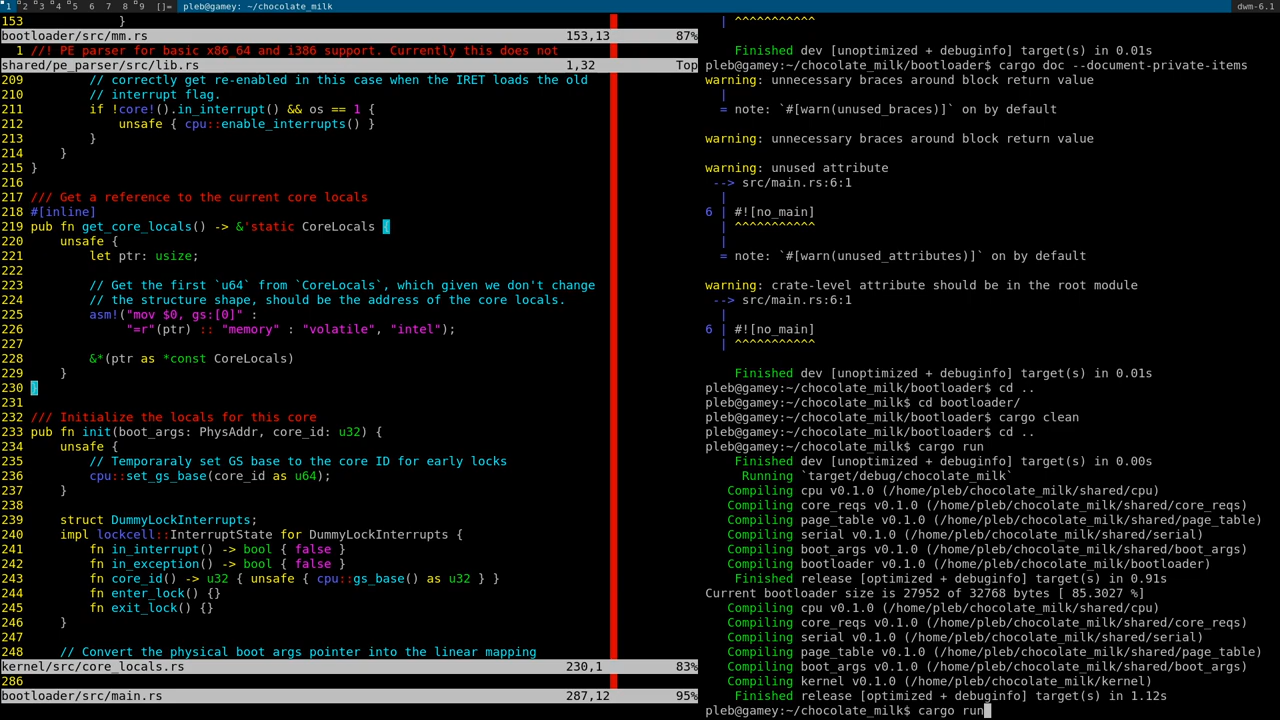 1 2 3 4 5 6 7 8 9 []= pleb@gamey: ~/chocolate_milk dwm-6.1
153 }
bootloader/src/mm.rs 153,13 87%
1 //! PE parser for basic x86_64 and i386 support. Currently this does not
shared/pe_parser/src/lib.rs 1,32 Top
209 // correctly get re-enabled in this case when the IRET loads the old
210 // interrupt flag.
211 if !core!().in_interrupt() && os == 1 {
212 unsafe { cpu::enable_interrupts() }
213 }
214 }
215 }
216
217 /// Get a reference to the current core locals
218 #[inline]
219 pub fn get_core_locals() -> &'static CoreLocals {
220 unsafe {
221 let ptr: usize;
222
223 // Get the first `u64` from `CoreLocals`, which given we don't change
224 // the structure shape, should be the address of the core locals.
225 asm!("mov $0, gs:[0]" :
226 "=r"(ptr) :: "memory" : "volatile", "intel");
227
228 &*(ptr as *const CoreLocals)
229 }
230 }
231
232 /// Initialize the locals for this core
233 pub fn init(boot_args: PhysAddr, core_id: u32) {
234 unsafe {
235 // Temporaraly set GS base to the core ID for early locks
236 cpu::set_gs_base(core_id as u64);
237 }
238
239 struct DummyLockInterrupts;
240 impl lockcell::InterruptState for DummyLockInterrupts {
241 fn in_interrupt() -> bool { false }
242 fn in_exception() -> bool { false }
243 fn core_id() -> u32 { unsafe { cpu::gs_base() as u32 } }
244 fn enter_lock() {}
245 fn exit_lock() {}
246 }
247
248 // Convert the physical boot args pointer into the linear mapping
kernel/src/core_locals.rs 230,1 83%
286
bootloader/src/main.rs 287,12 95%
| ^^^^^^^^^^^
Finished dev [unoptimized + debuginfo] target(s) in 0.01s
pleb@gamey:~/chocolate_milk/bootloader$ cargo doc --document-private-items
warning: unnecessary braces around block return value
|
= note: `#[warn(unused_braces)]` on by default
warning: unnecessary braces around block return value
warning: unused attribute
--> src/main.rs:6:1
|
6 | #![no_main]
| ^^^^^^^^^^^
|
= note: `#[warn(unused_attributes)]` on by default
warning: crate-level attribute should be in the root module
--> src/main.rs:6:1
|
6 | #![no_main]
| ^^^^^^^^^^^
Finished dev [unoptimized + debuginfo] target(s) in 0.01s
pleb@gamey:~/chocolate_milk/bootloader$ cd ..
pleb@gamey:~/chocolate_milk$ cd bootloader/
pleb@gamey:~/chocolate_milk/bootloader$ cargo clean
pleb@gamey:~/chocolate_milk/bootloader$ cd ..
pleb@gamey:~/chocolate_milk$ cargo run
Finished dev [unoptimized + debuginfo] target(s) in 0.00s
Running `target/debug/chocolate_milk`
Compiling cpu v0.1.0 (/home/pleb/chocolate_milk/shared/cpu)
Compiling core_reqs v0.1.0 (/home/pleb/chocolate_milk/shared/core_reqs)
Compiling page_table v0.1.0 (/home/pleb/chocolate_milk/shared/page_table)
Compiling serial v0.1.0 (/home/pleb/chocolate_milk/shared/serial)
Compiling boot_args v0.1.0 (/home/pleb/chocolate_milk/shared/boot_args)
Compiling bootloader v0.1.0 (/home/pleb/chocolate_milk/bootloader)
Finished release [optimized + debuginfo] target(s) in 0.91s
Current bootloader size is 27952 of 32768 bytes [ 85.3027 %]
Compiling cpu v0.1.0 (/home/pleb/chocolate_milk/shared/cpu)
Compiling core_reqs v0.1.0 (/home/pleb/chocolate_milk/shared/core_reqs)
Compiling serial v0.1.0 (/home/pleb/chocolate_milk/shared/serial)
Compiling page_table v0.1.0 (/home/pleb/chocolate_milk/shared/page_table)
Compiling boot_args v0.1.0 (/home/pleb/chocolate_milk/shared/boot_args)
Compiling kernel v0.1.0 (/home/pleb/chocolate_milk/kernel)
Finished release [optimized + debuginfo] target(s) in 1.12s
pleb@gamey:~/chocolate_milk$ cargo run